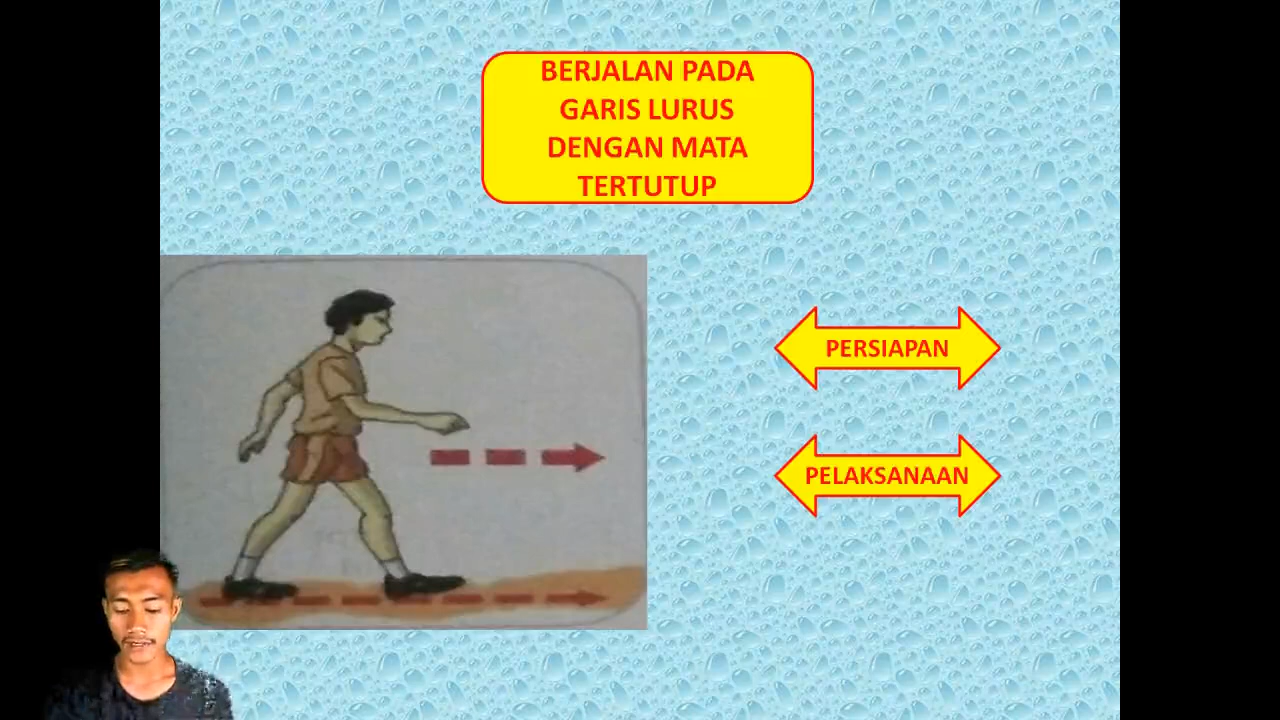 BERJALAN PADA
GARIS LURUS
DENGAN MATA
TERTUTUP
PERSIAPAN
PELAKSANAAN